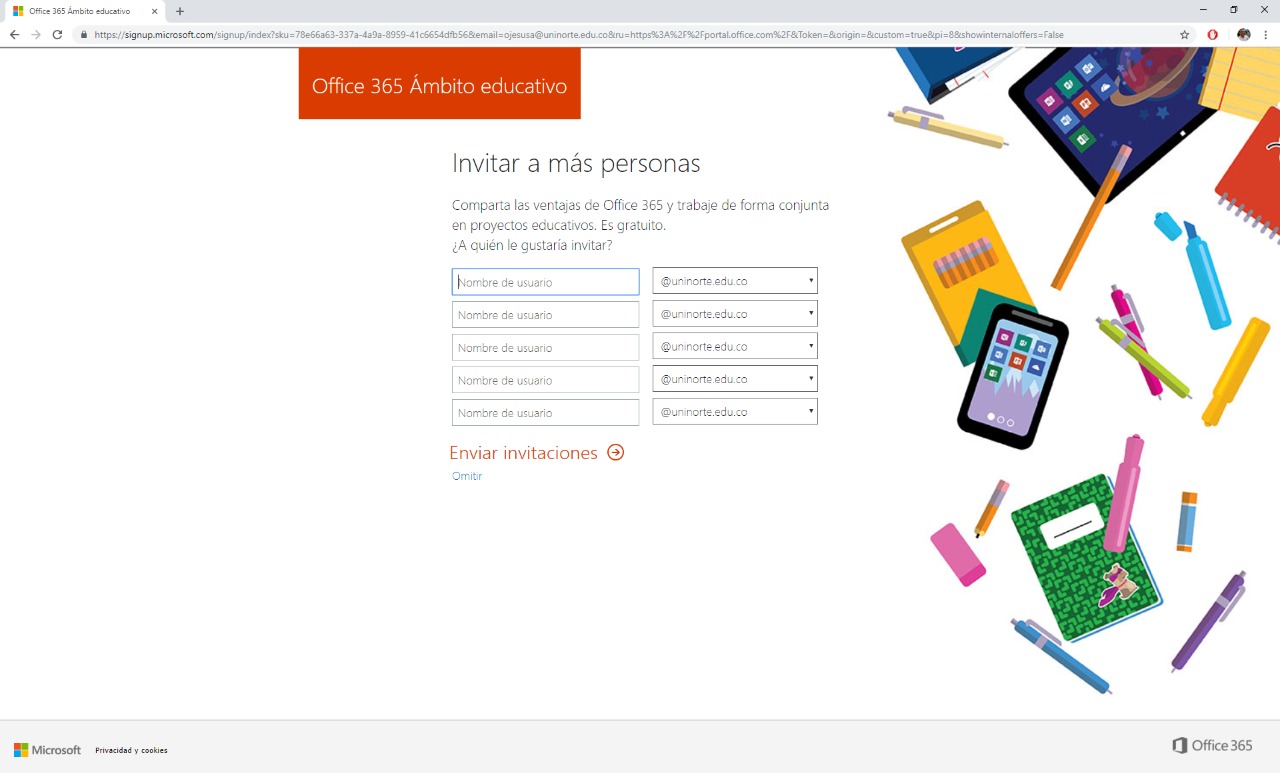 Office 365 Ámbito educativo
https://signup.microsoft.com/signup/index?sku=78e66a63-337a-4a9a-8959-41c6654dfb56&email=ojesusa@uninorte.edu.co&ru=https%3A%2F%2Fportal.office.com%2F&Token=&origin=&custom=true&pi=8&showinternaloffers=False
Office 365 Ámbito educativo
Invitar a más personas
Comparta las ventajas de Office 365 y trabaje de forma conjunta
en proyectos educativos. Es gratuito.
¿A quién le gustaría invitar?
Nombre de usuario @uninorte.edu.co
Nombre de usuario @uninorte.edu.co
Nombre de usuario @uninorte.edu.co
Nombre de usuario @uninorte.edu.co
Nombre de usuario @uninorte.edu.co
Enviar invitaciones
Omitir
Microsoft Privacidad y cookies Office 365